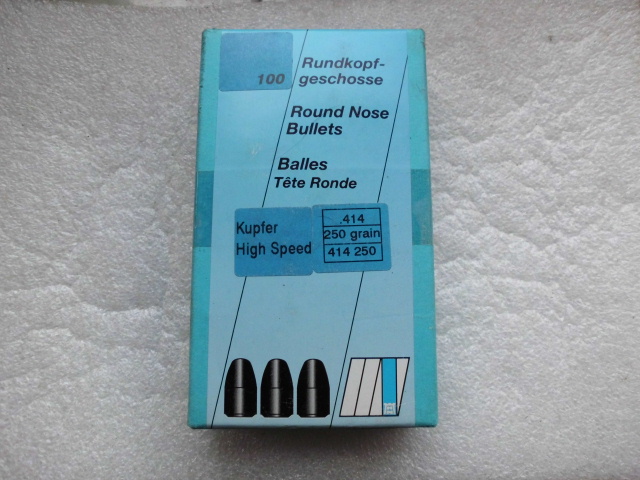 100
Rundkopf-
geschosse
Round Nose
Bullets
Balles
Tête Ronde
Kupfer
High Speed
.414
250 grain
414 250